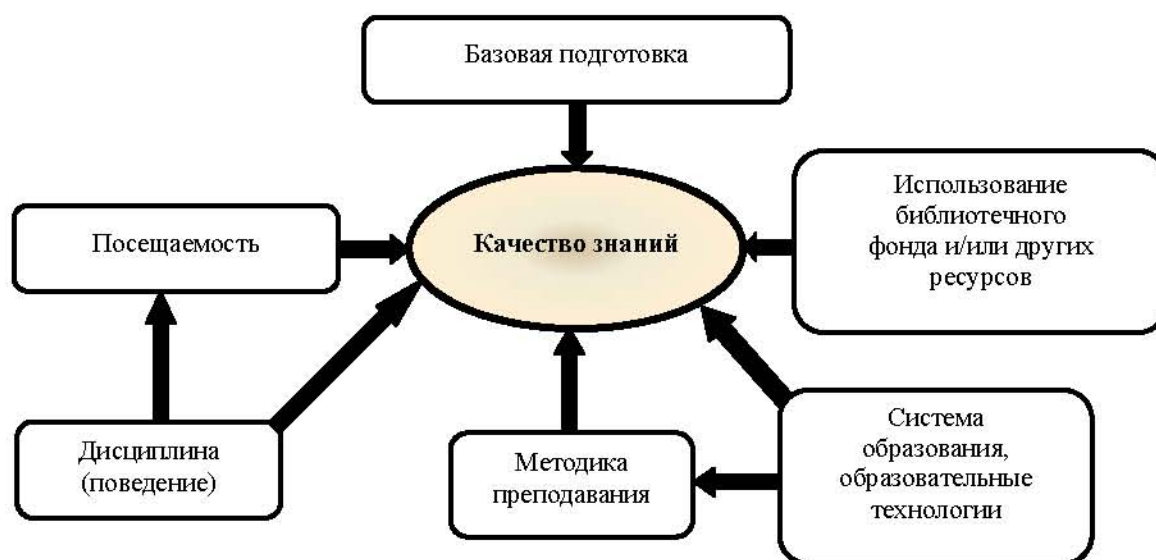 Базовая подготовка
Использование
библиотечного
фонда и/или других
ресурсов
Посещаемость
Качество знаний
Дисциплина
(поведение)
Методика
преподавания
Система
образования,
образовательные
технологии